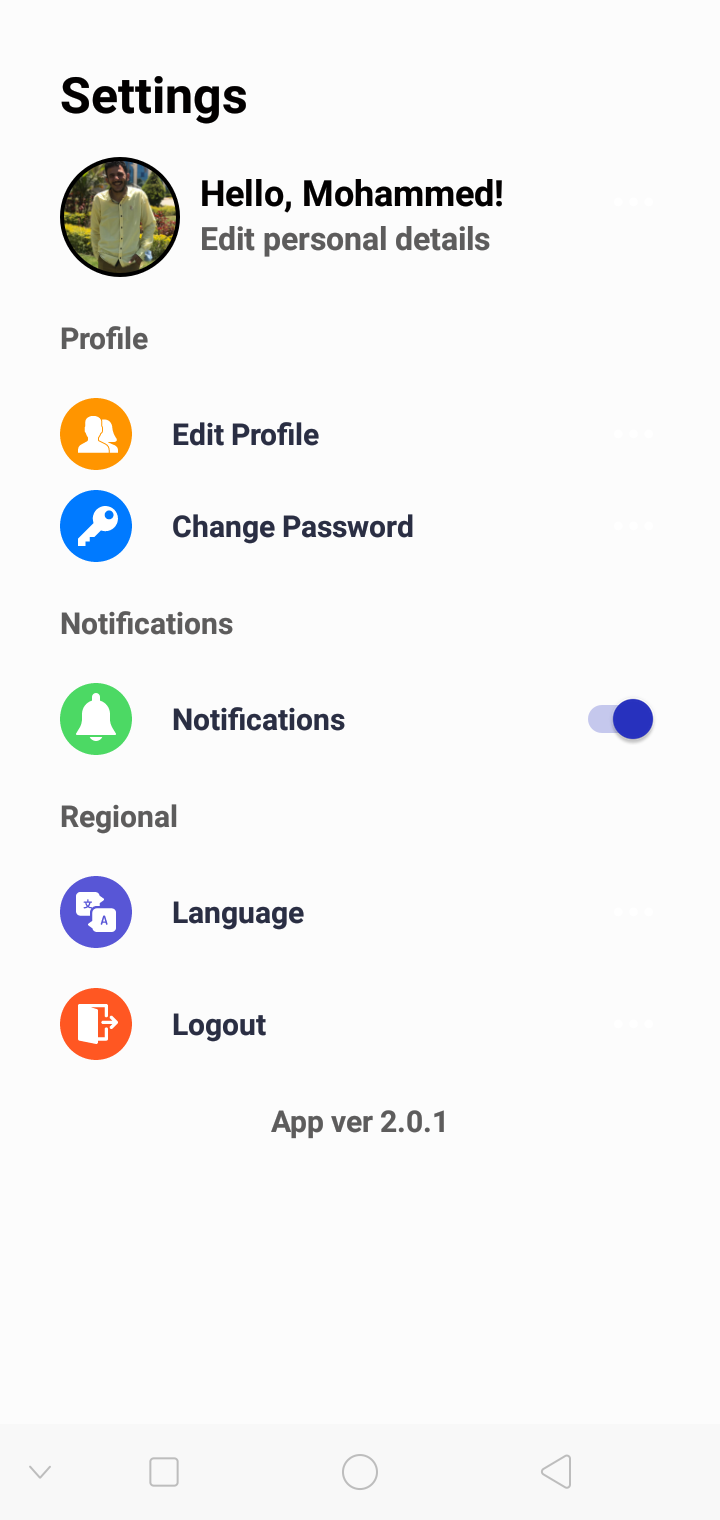 Settings
Hello, Mohammed!
Edit personal details
Profile
Edit Profile
Change Password
Notifications
Notifications
Regional
文
A
Language
Logout
App ver 2.0.1